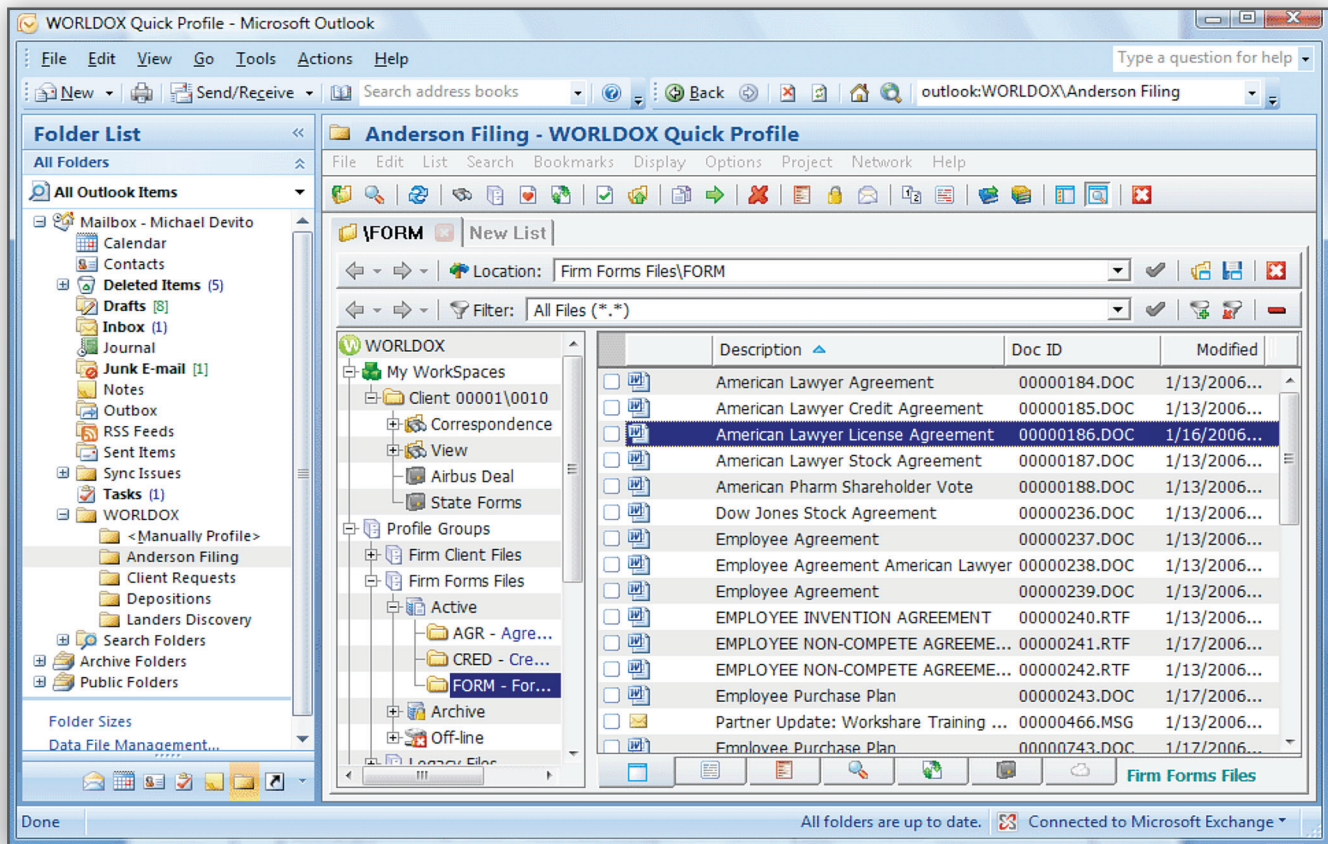 WORLDOX Quick Profile - Microsoft Outlook
File Edit View Go Tools Actions Help
Type a question for help
New Send/Receive Search address books Back outlook:WORLDOX\Anderson Filing
Folder List
All Folders
All Outlook Items
Mailbox - Michael Devito
Calendar
Contacts
Deleted Items (5)
Drafts [8]
Inbox (1)
Journal
Junk E-mail [1]
Notes
Outbox
RSS Feeds
Sent Items
Sync Issues
Tasks (1)
WORLDOX
<Manually Profile>
Anderson Filing
Client Requests
Depositions
Landers Discovery
Search Folders
Archive Folders
Public Folders
Folder Sizes
Data File Management...
Anderson Filing - WORLDOX Quick Profile
File Edit List Search Bookmarks Display Options Project Network Help
\FORM New List
Location: Firm Forms Files\FORM
Filter: All Files (*.*)
WORLDOX
My WorkSpaces
Client 00001\0010
Correspondence
View
Airbus Deal
State Forms
Profile Groups
Firm Client Files
Firm Forms Files
Active
AGR - Agre...
CRED - Cre...
FORM - For...
Archive
Off-line
Legacy Files
Description Doc ID Modified
American Lawyer Agreement 00000184.DOC 1/13/2006...
American Lawyer Credit Agreement 00000185.DOC 1/13/2006...
American Lawyer License Agreement 00000186.DOC 1/16/2006...
American Lawyer Stock Agreement 00000187.DOC 1/13/2006...
American Pharm Shareholder Vote 00000188.DOC 1/13/2006...
Dow Jones Stock Agreement 00000236.DOC 1/13/2006...
Employee Agreement 00000237.DOC 1/13/2006...
Employee Agreement American Lawyer 00000238.DOC 1/13/2006...
Employee Agreement 00000239.DOC 1/13/2006...
EMPLOYEE INVENTION AGREEMENT 00000240.RTF 1/13/2006...
EMPLOYEE NON-COMPETE AGREEME... 00000241.RTF 1/17/2006...
EMPLOYEE NON-COMPETE AGREEME... 00000242.RTF 1/13/2006...
Employee Purchase Plan 00000243.DOC 1/17/2006...
Partner Update: Workshare Training ... 00000466.MSG 1/13/2006...
Employee Purchase Plan 00000743.DOC 1/17/2006...
Firm Forms Files
Done
All folders are up to date. Connected to Microsoft Exchange